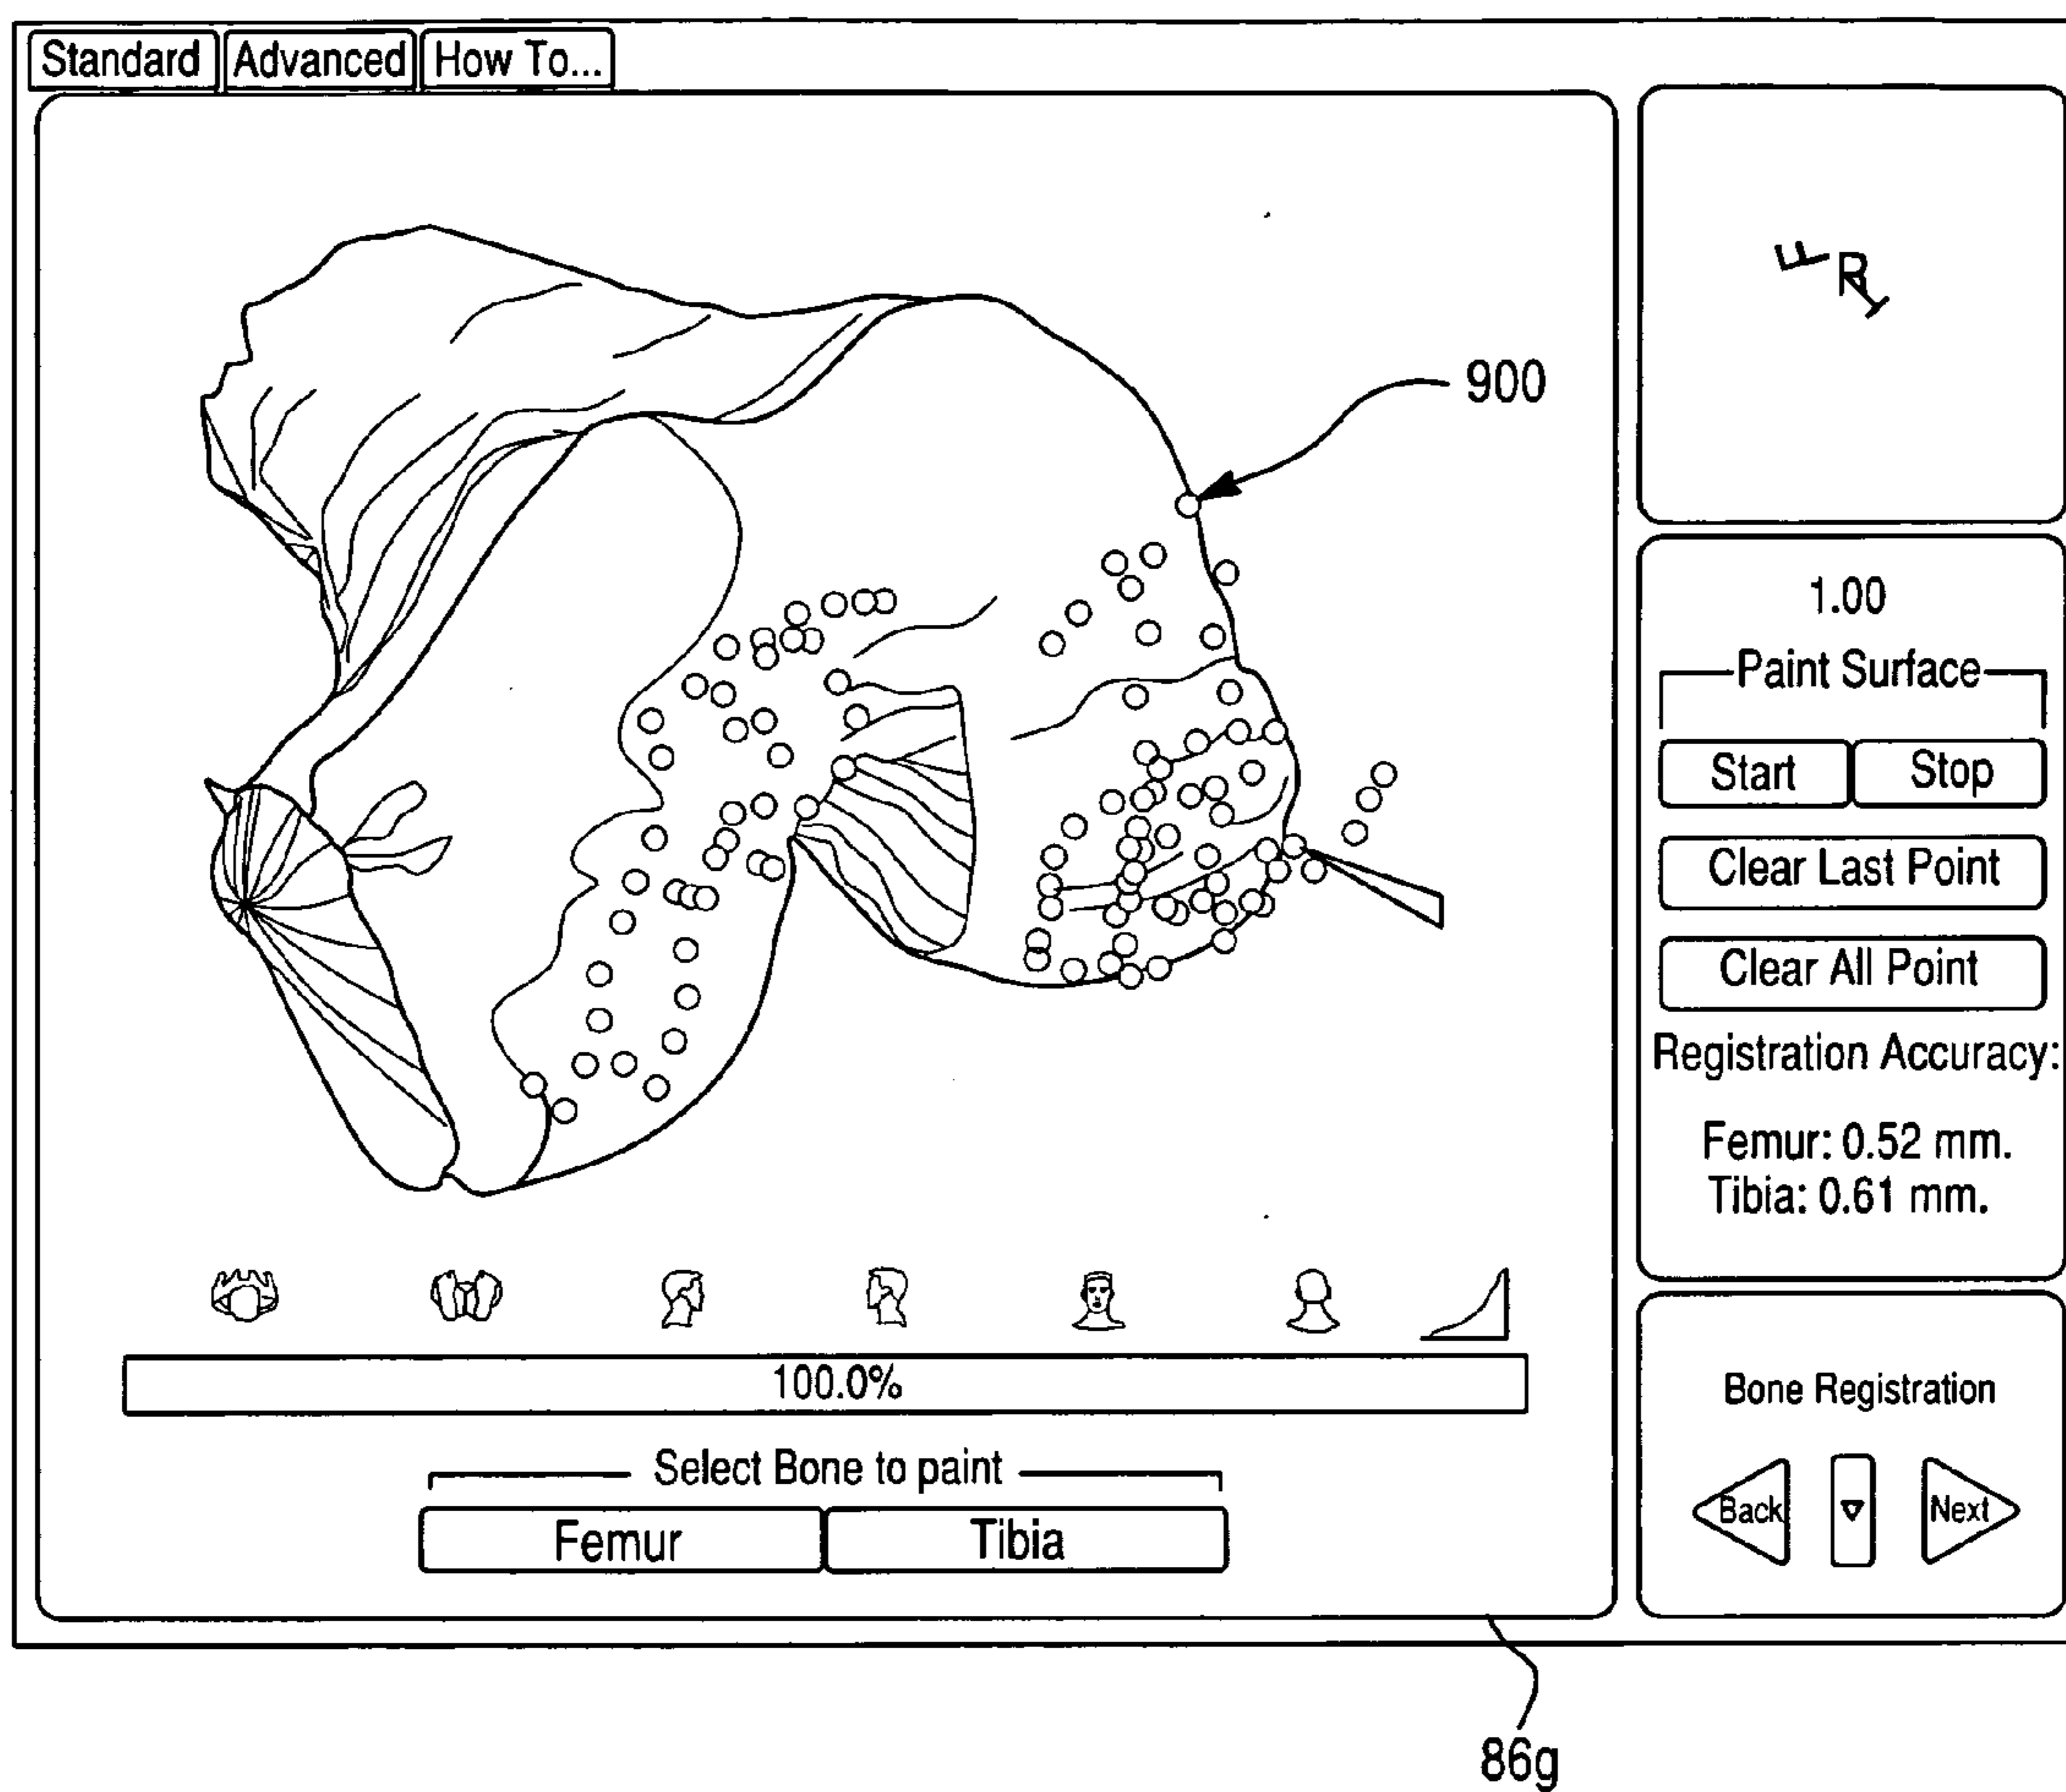 Standard Advanced How To...
F R T
900
1.00
Paint Surface
Start Stop
Clear Last Point
Clear All Point
Registration Accuracy:
Femur: 0.52 mm.
Tibia: 0.61 mm.
100.0%
Select Bone to paint
Femur Tibia
Bone Registration
Back Next
86g